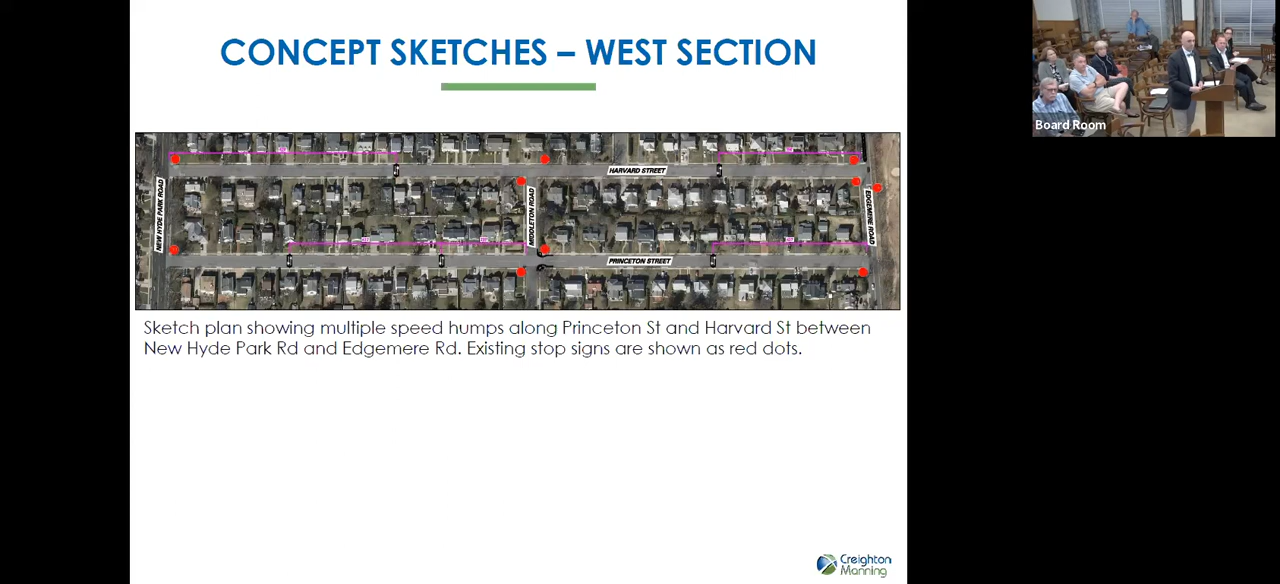 CONCEPT SKETCHES – WEST SECTION
Board Room
HARVARD STREET
NEW HYDE PARK ROAD
MIDDLETON ROAD
EDGEMERE ROAD
PRINCETON STREET
Sketch plan showing multiple speed humps along Princeton St and Harvard St between
New Hyde Park Rd and Edgemere Rd. Existing stop signs are shown as red dots.
Creighton
Manning